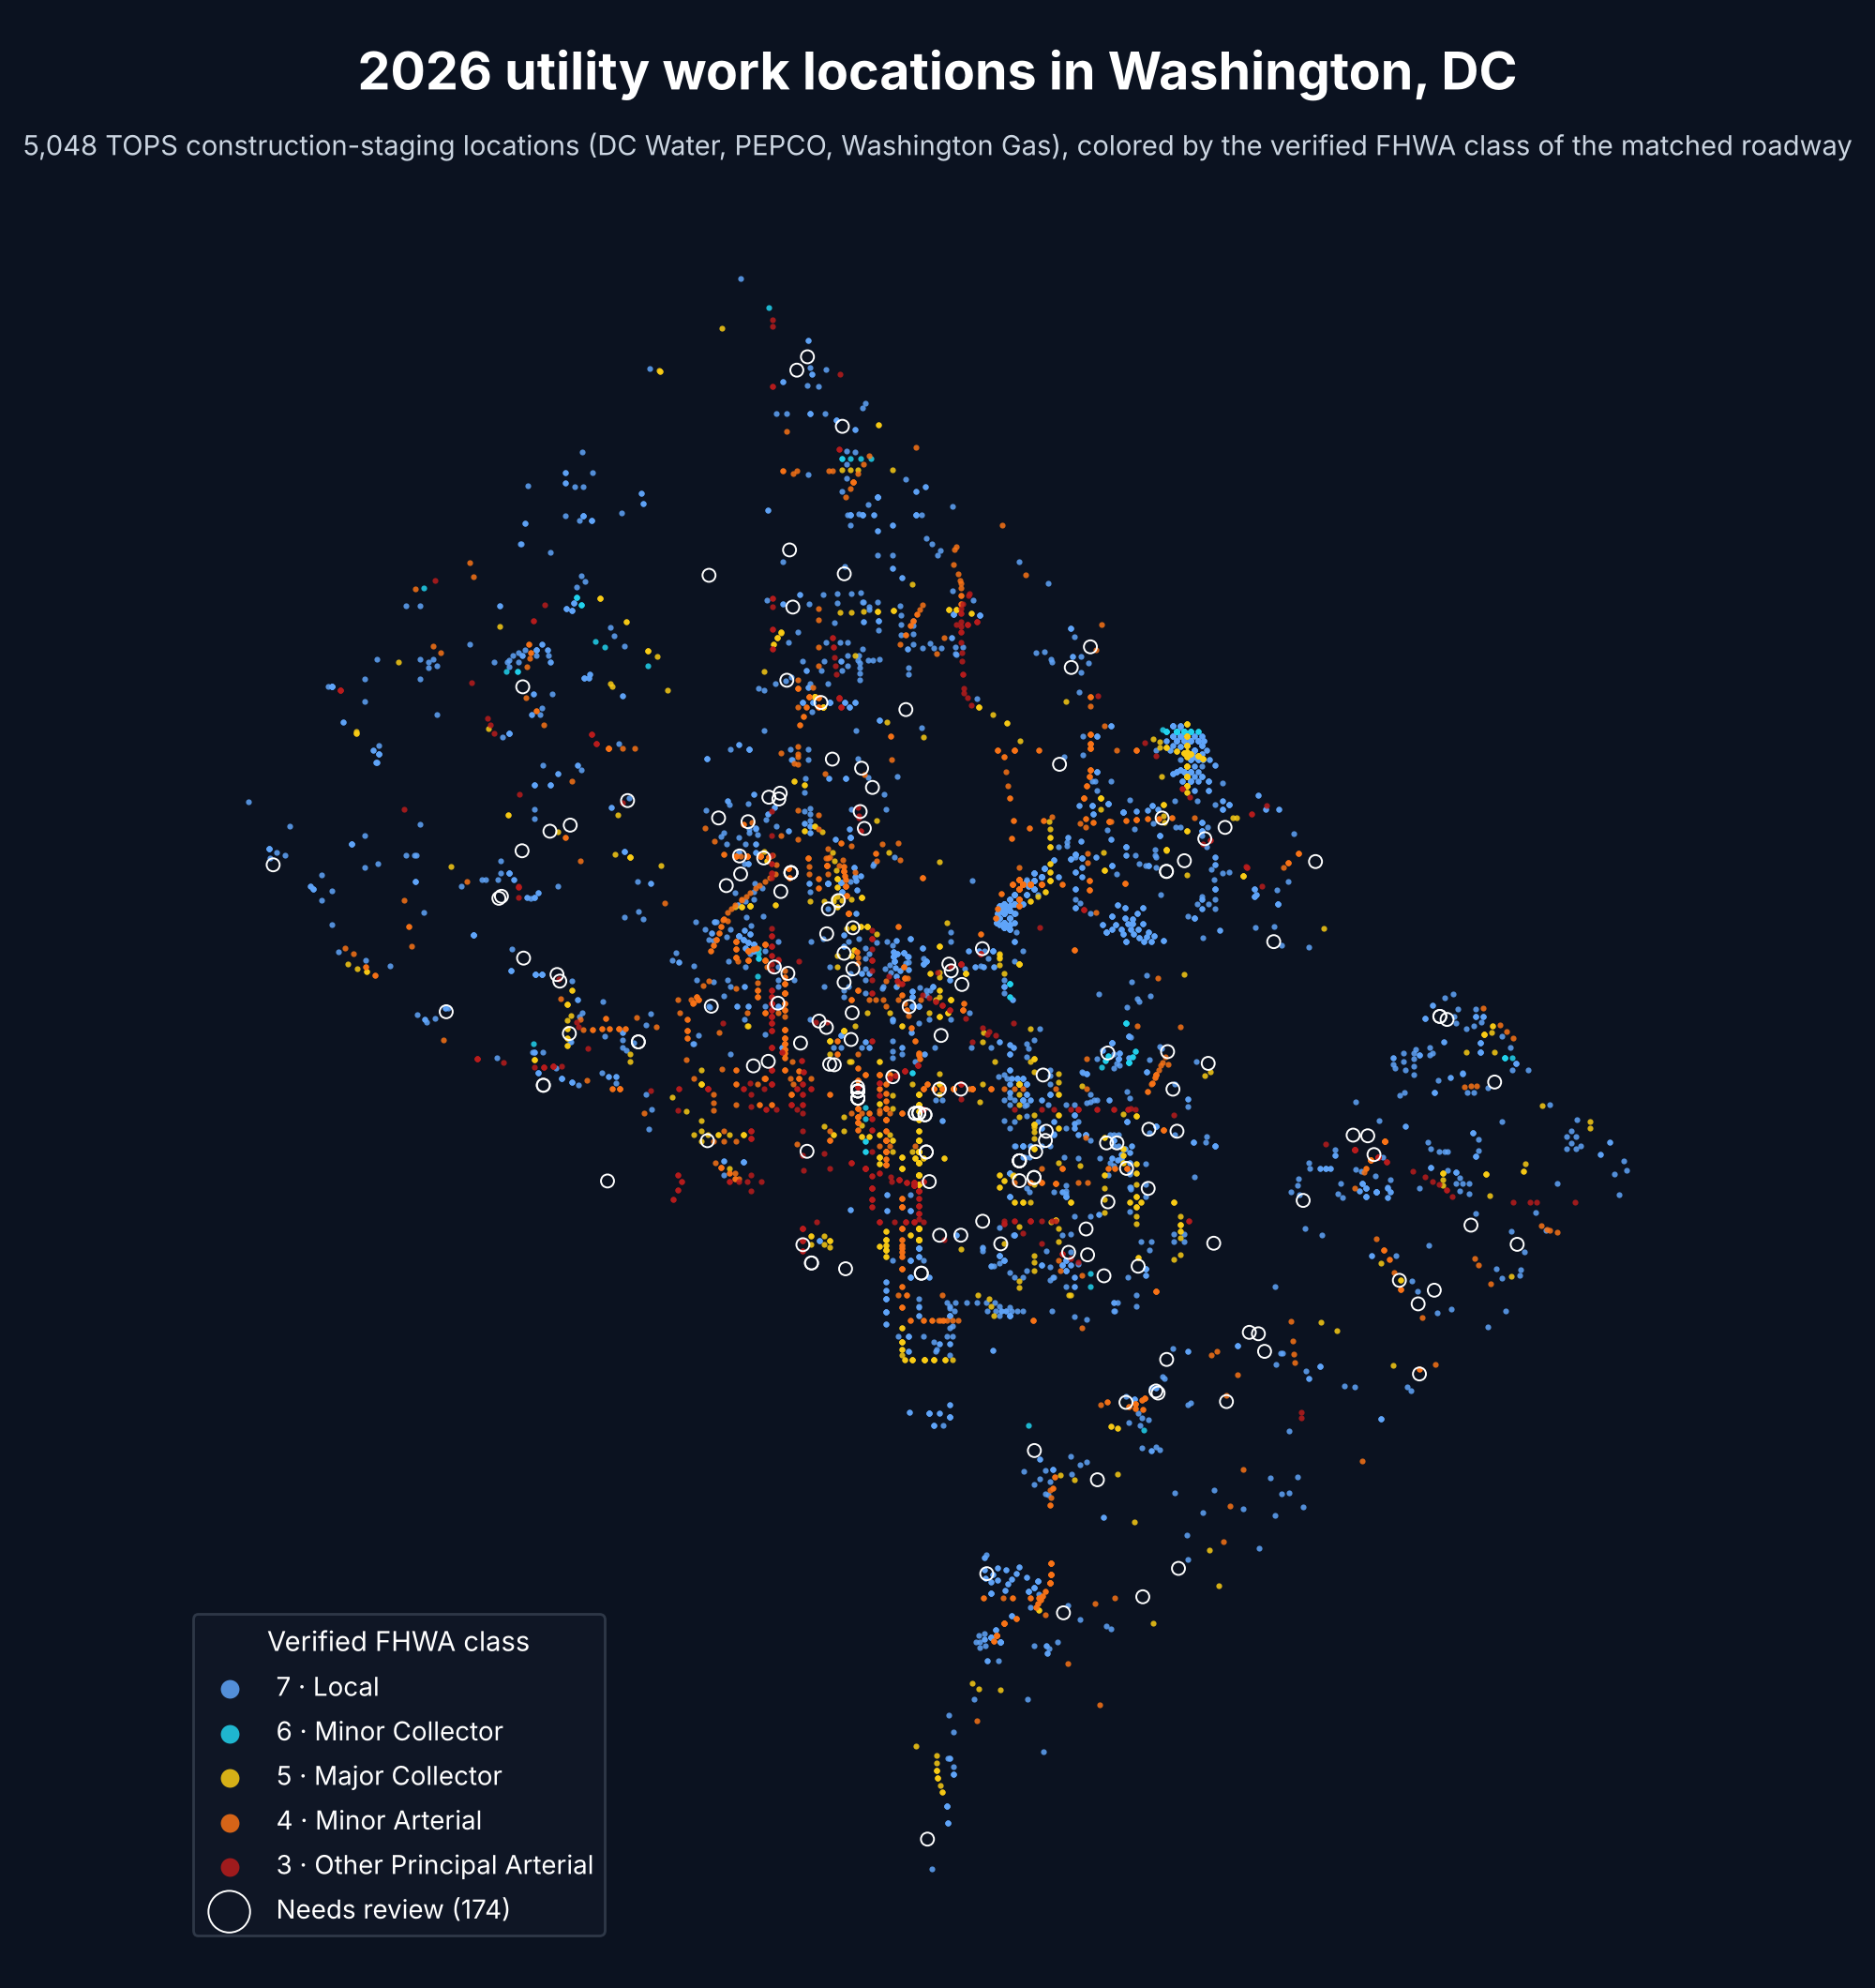 2026 utility work locations in Washington, DC
5,048 TOPS construction-staging locations (DC Water, PEPCO, Washington Gas), colored by the verified FHWA class of the matched roadway
Verified FHWA class
7 · Local
6 · Minor Collector
5 · Major Collector
4 · Minor Arterial
3 · Other Principal Arterial
Needs review (174)